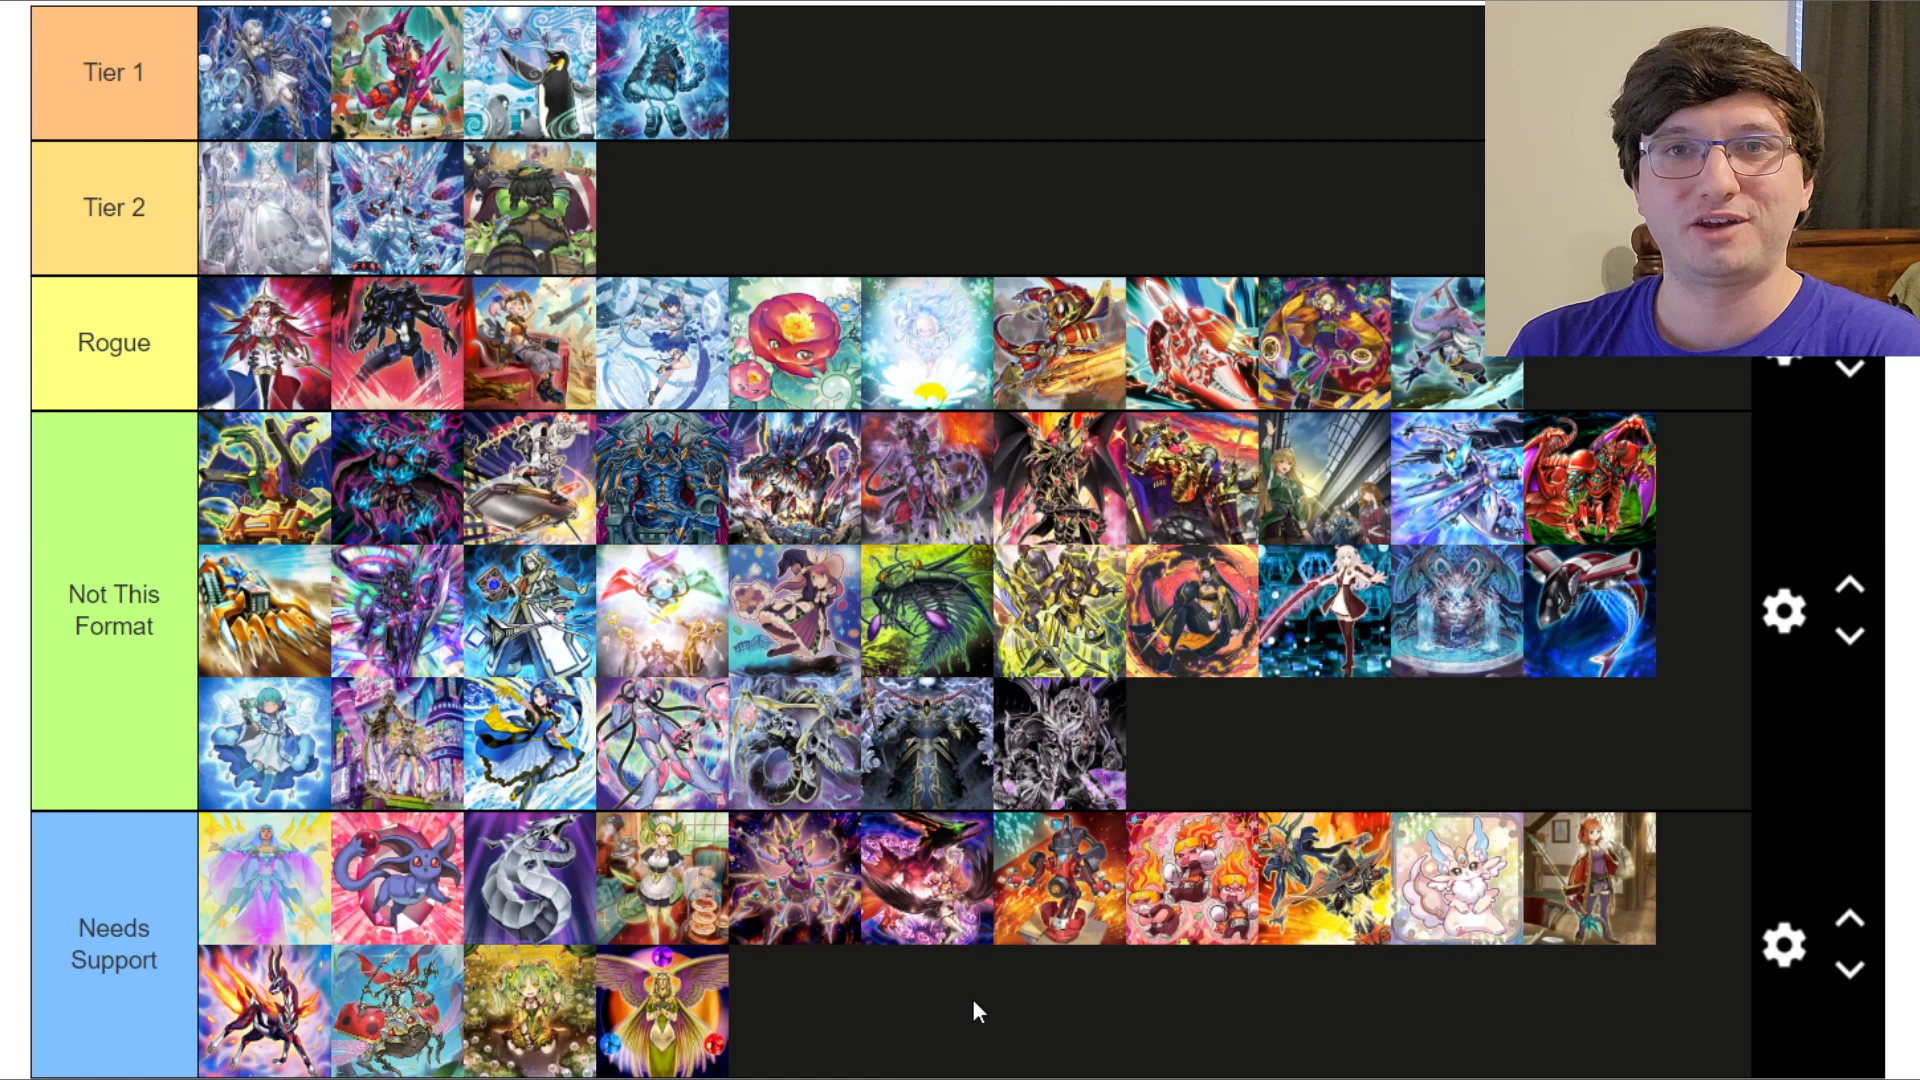 Tier 1
Tier 2
Rogue
Not This
Format
Needs
Support